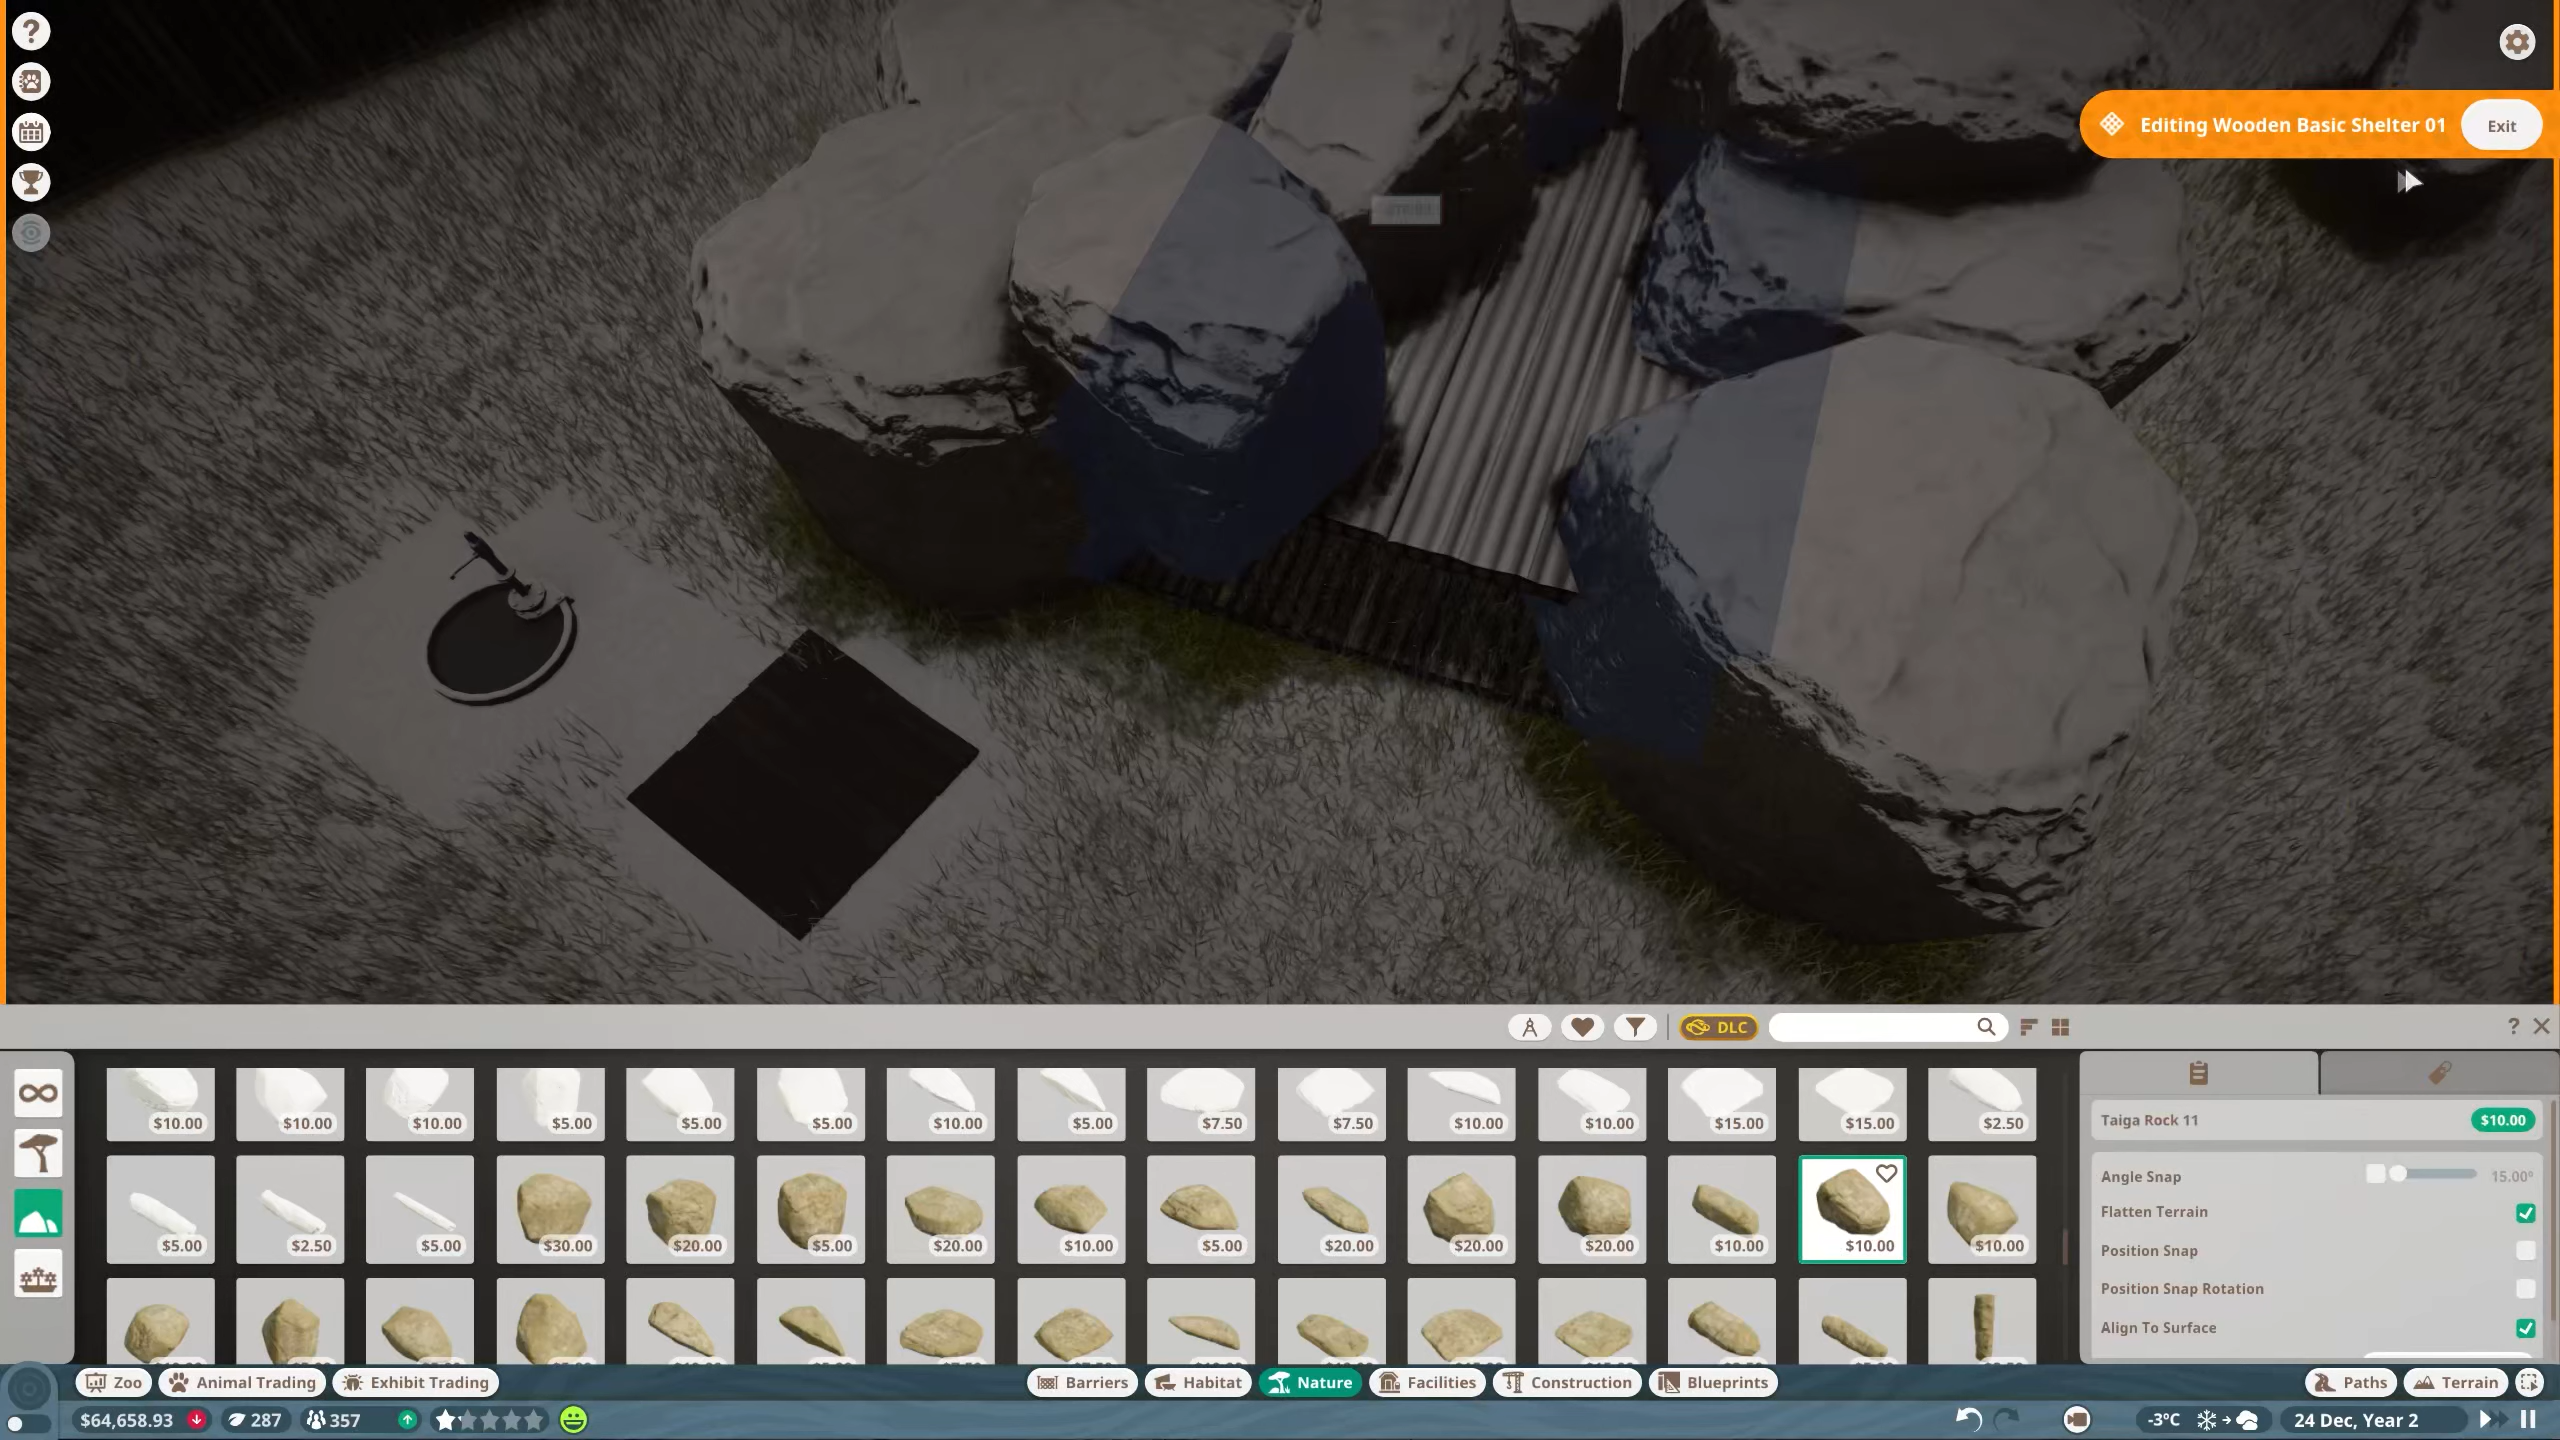 ?
Editing Wooden Basic Shelter 01
Exit
DLC
?
$10.00 $10.00 $10.00 $5.00 $5.00 $5.00 $10.00 $5.00 $7.50 $7.50 $10.00 $10.00 $15.00 $15.00 $2.50
$5.00 $2.50 $5.00 $30.00 $20.00 $5.00 $20.00 $10.00 $5.00 $20.00 $20.00 $20.00 $10.00 $10.00 $10.00
Taiga Rock 11 $10.00
Angle Snap 15.00°
Flatten Terrain
Position Snap
Position Snap Rotation
Align To Surface
Zoo Animal Trading Exhibit Trading Barriers Habitat Nature Facilities Construction Blueprints Paths Terrain
$64,658.93 287 357 -3°C 24 Dec, Year 2